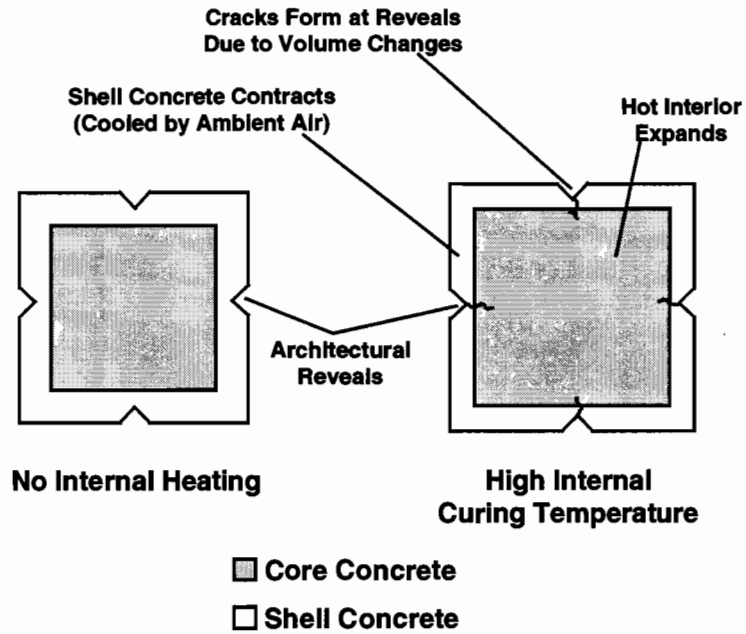 Cracks Form at Reveals
Due to Volume Changes
Shell Concrete Contracts
(Cooled by Ambient Air)
Hot Interior
Expands
Architectural
Reveals
No Internal Heating
High Internal
Curing Temperature
Core Concrete
Shell Concrete